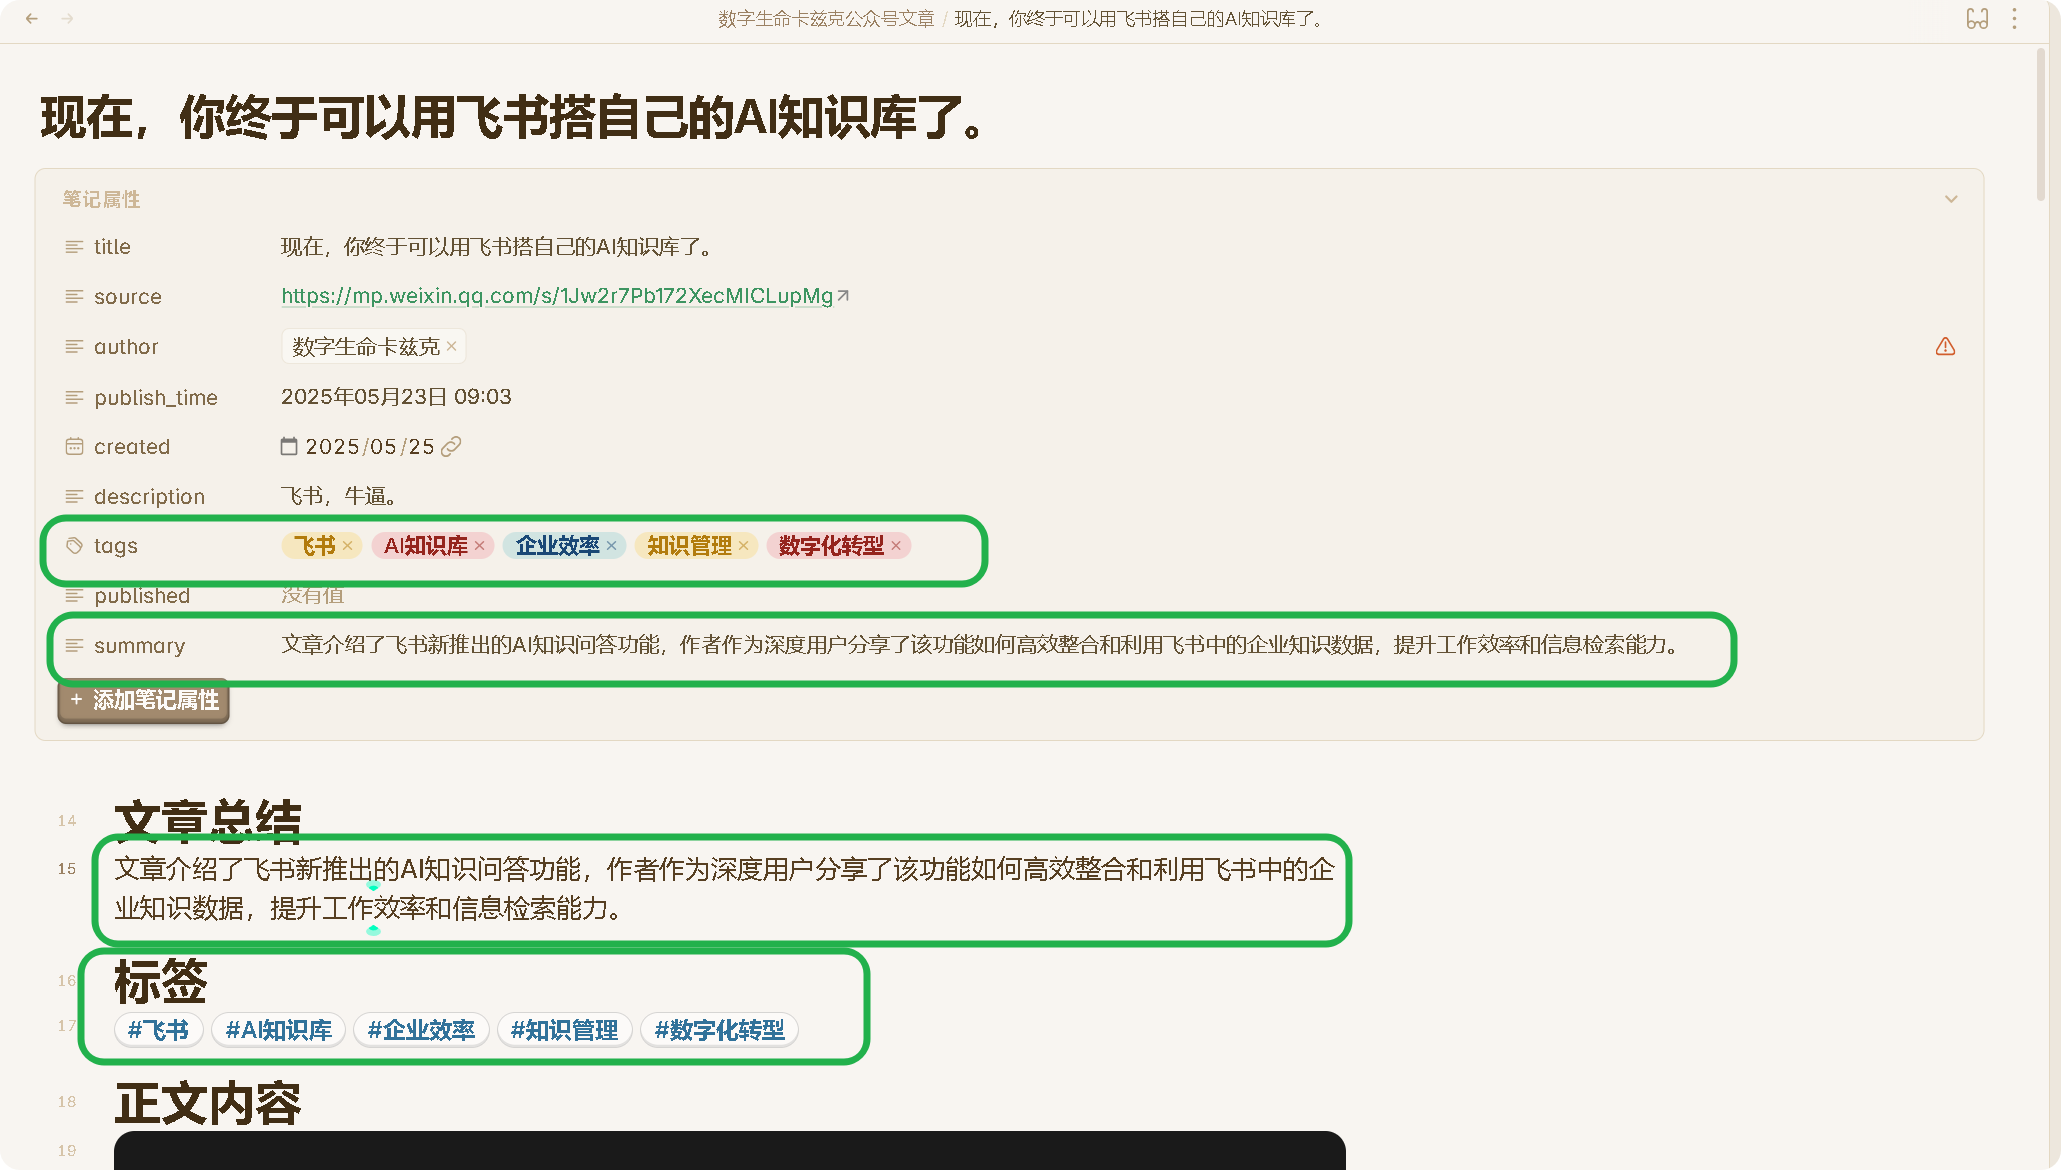 数字生命卡兹克公众号文章 / 现在，你终于可以用飞书搭自己的AI知识库了。
现在，你终于可以用飞书搭自己的AI知识库了。
笔记属性
title 现在，你终于可以用飞书搭自己的AI知识库了。
source https://mp.weixin.qq.com/s/1Jw2r7Pb172XecMICLupMg
author 数字生命卡兹克 ×
publish_time 2025年05月23日 09:03
created 2025/05/25
description 飞书，牛逼。
tags 飞书 × AI知识库 × 企业效率 × 知识管理 × 数字化转型 ×
published 没有值
summary 文章介绍了飞书新推出的AI知识问答功能，作者作为深度用户分享了该功能如何高效整合和利用飞书中的企业知识数据，提升工作效率和信息检索能力。
+ 添加笔记属性
14 文章总结
15 文章介绍了飞书新推出的AI知识问答功能，作者作为深度用户分享了该功能如何高效整合和利用飞书中的企
业知识数据，提升工作效率和信息检索能力。
16 标签
17 #飞书 #AI知识库 #企业效率 #知识管理 #数字化转型
18 正文内容
19